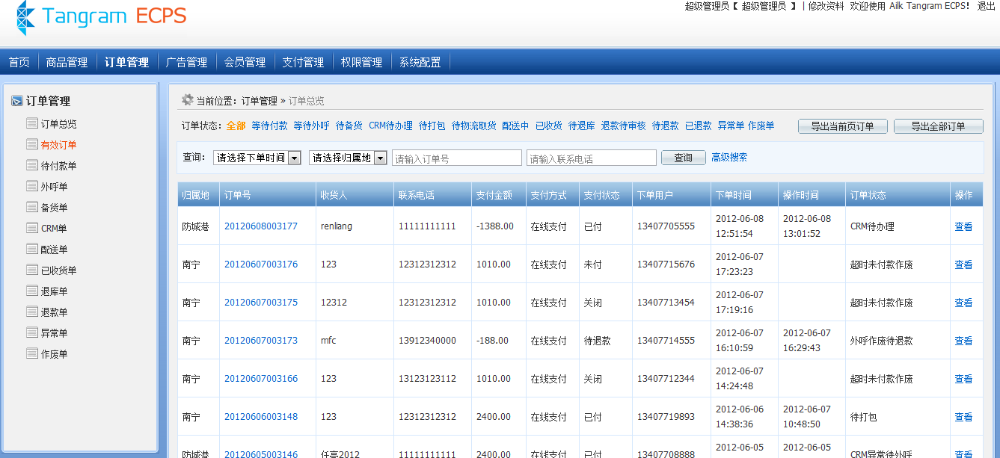 Tangram ECPS
超级管理员【 超级管理员 】 | 修改资料 欢迎使用 Ailk Tangram ECPS! 退出
首页 商品管理 订单管理 广告管理 会员管理 支付管理 权限管理 系统配置
订单管理
订单总览
有效订单
待付款单
外呼单
备货单
CRM单
配送单
已收货单
退库单
退款单
异常单
作废单
当前位置：订单管理 » 订单总览
订单状态：全部 等待付款 等待外呼 待备货 CRM待办理 待打包 待物流取货 配送中 已收货 待退库 退款待审核 待退款 已退款 异常单 作废单 导出当前页订单 导出全部订单
查询： 请选择下单时间 请选择归属地 请输入订单号 请输入联系电话 查询 高级搜索
归属地 订单号 收货人 联系电话 支付金额 支付方式 支付状态 下单用户 下单时间 操作时间 订单状态 操作
防城港 20120608003177 renliang 11111111111 -1388.00 在线支付 已付 13407705555 2012-06-08 12:51:54 2012-06-08 13:01:52 CRM待办理 查看
南宁 20120607003176 123 12312312312 1010.00 在线支付 未付 13407715676 2012-06-07 17:23:23 超时未付款作废 查看
南宁 20120607003175 12312 12312312312 1010.00 在线支付 关闭 13407713454 2012-06-07 17:19:16 超时未付款作废 查看
南宁 20120607003173 mfc 13912340000 -188.00 在线支付 待退款 13407714555 2012-06-07 16:10:59 2012-06-07 16:29:43 外呼作废待退款 查看
南宁 20120607003166 123 13123123112 1010.00 在线支付 关闭 13407712344 2012-06-07 14:24:48 超时未付款作废 查看
南宁 20120606003148 123 12312312312 2400.00 在线支付 已付 13407719893 2012-06-06 14:38:36 2012-06-07 10:48:50 待打包 查看
防城港 20120605003146 任亮2012 11111111111 2400.00 在线支付 已付 13407708888 2012-06-05 2012-06-05 CRM异常待外呼 查看